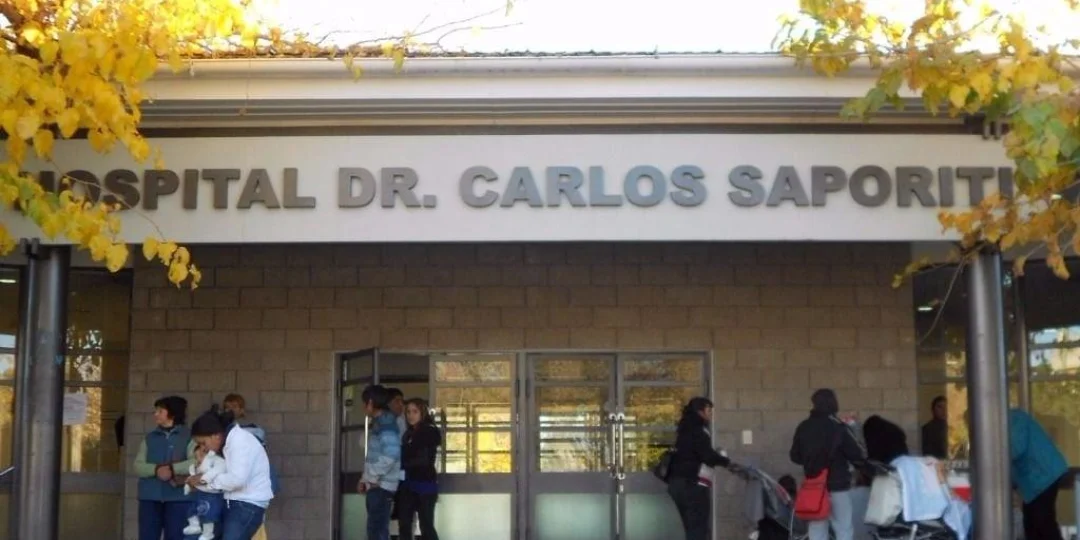 HOSPITAL DR. CARLOS SAPORITI